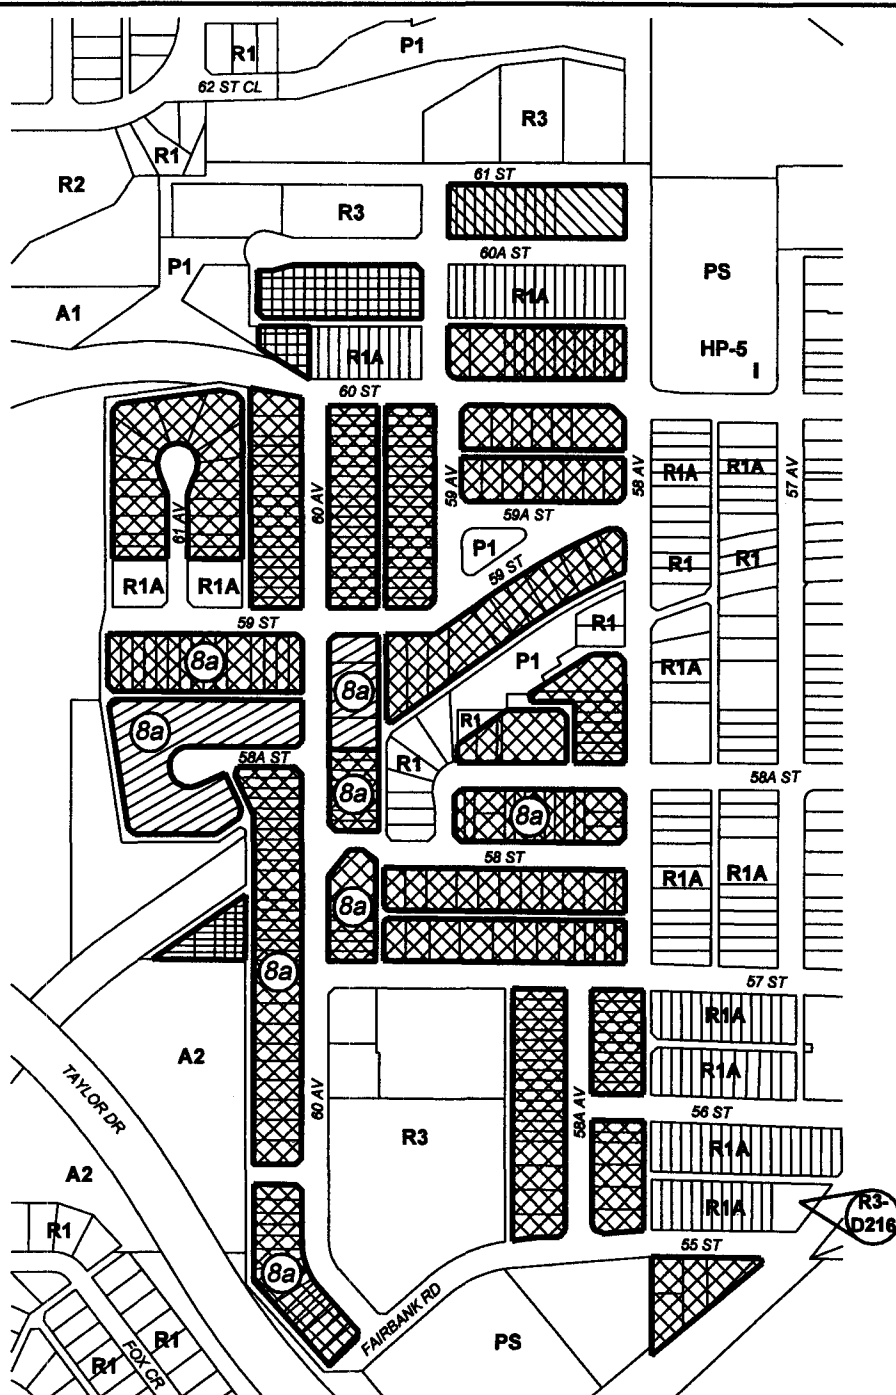 R1
P1
62 ST CL
R3
R1
R2
61 ST
R3
60A ST
P1
PS
R1A
A1
HP-5
I
R1A
60 ST
60 AV
59 AV
58 AV
57 AV
R1A
R1A
61 AV
59A ST
P1
59 ST
R1A
R1A
R1
R1
59 ST
R1
8a
P1
R1A
8a
8a
R1
58A ST
R1
58A ST
8a
8a
58 ST
R1A
R1A
8a
8a
57 ST
R1A
A2
R1A
TAYLOR DR
60 AV
58A AV
56 ST
R3
R1A
A2
R1A
R3-
D216
R1
55 ST
8a
FAIRBANK RD
PS
R1
R1
FOX CR